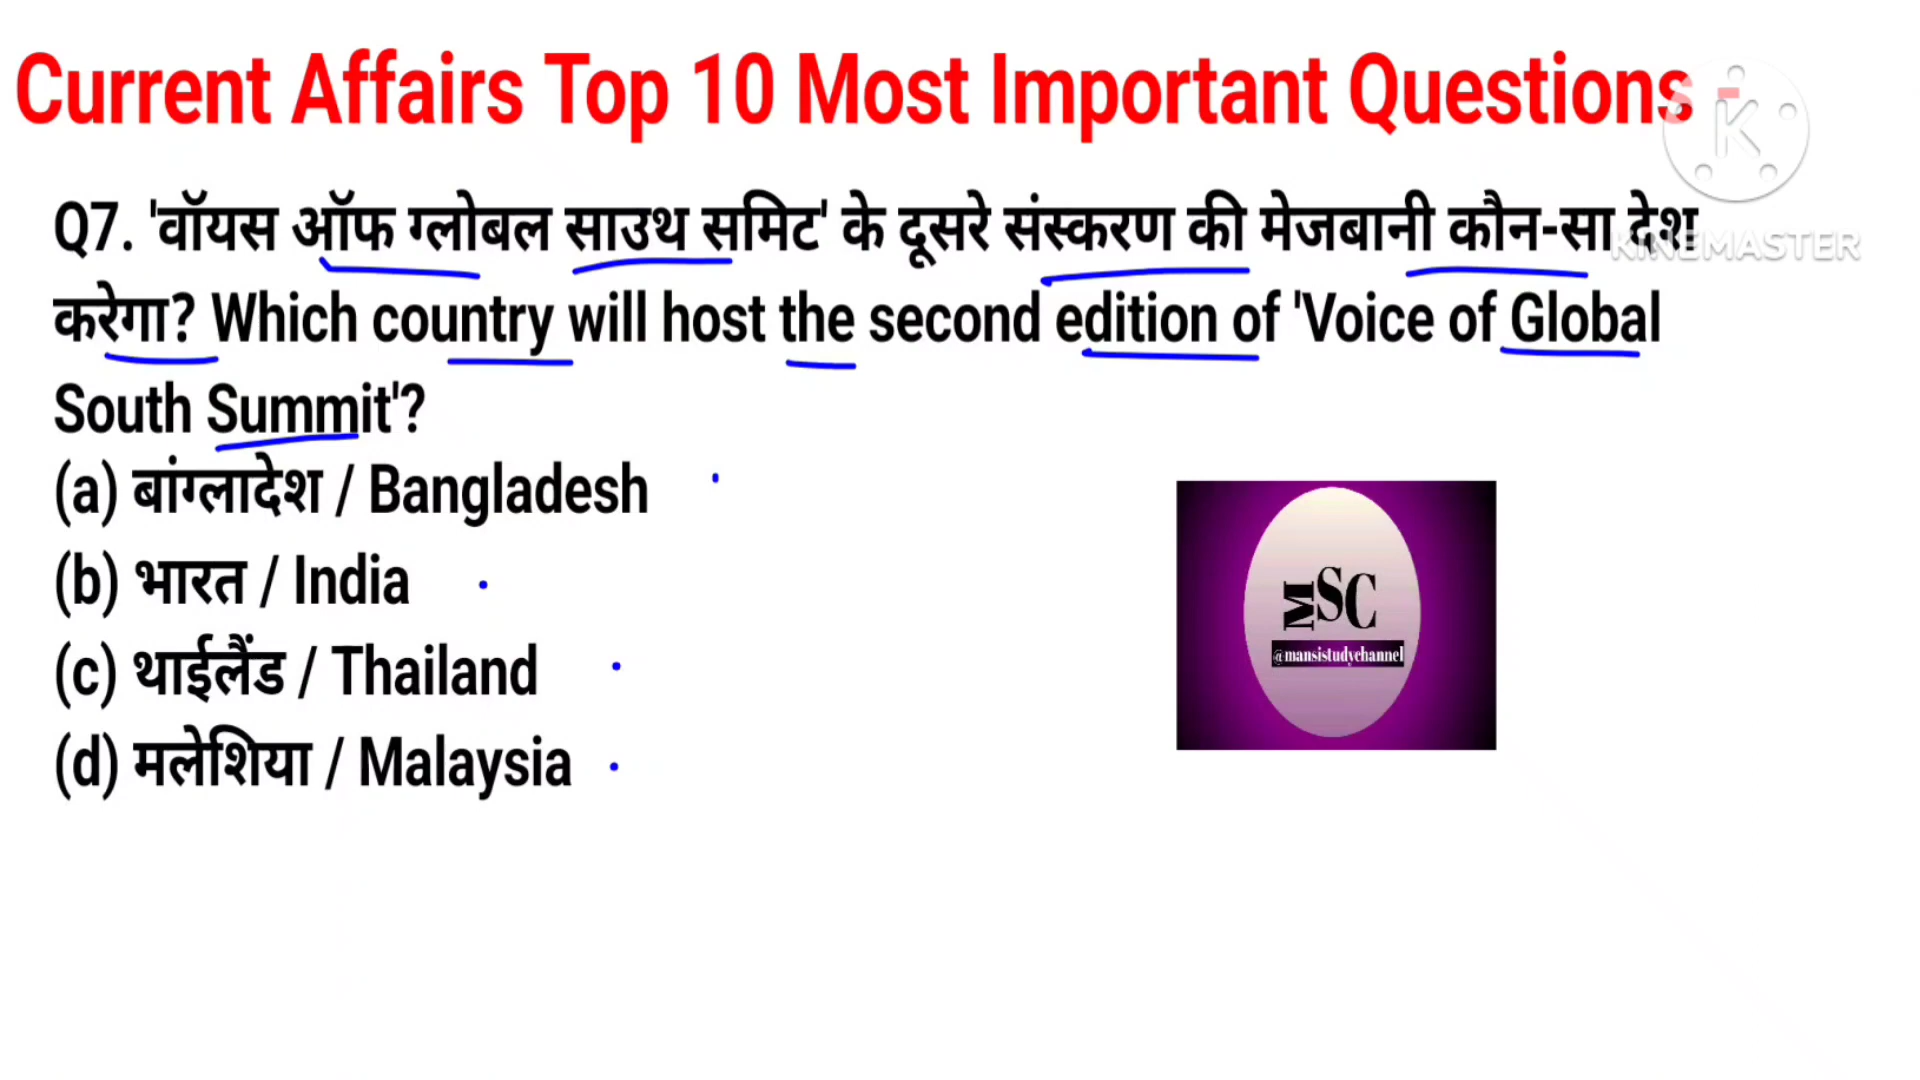 Current Affairs Top 10 Most Important Questions
Q7. 'वॉयस ऑफ ग्लोबल साउथ समिट' के दूसरे संस्करण की मेजबानी कौन-सा देश
करेगा? Which country will host the second edition of 'Voice of Global
South Summit'?
(a) बांग्लादेश / Bangladesh
(b) भारत / India
(c) थाईलैंड / Thailand
(d) मलेशिया / Malaysia
K
KINEMASTER
MSC
@mansistudychannel